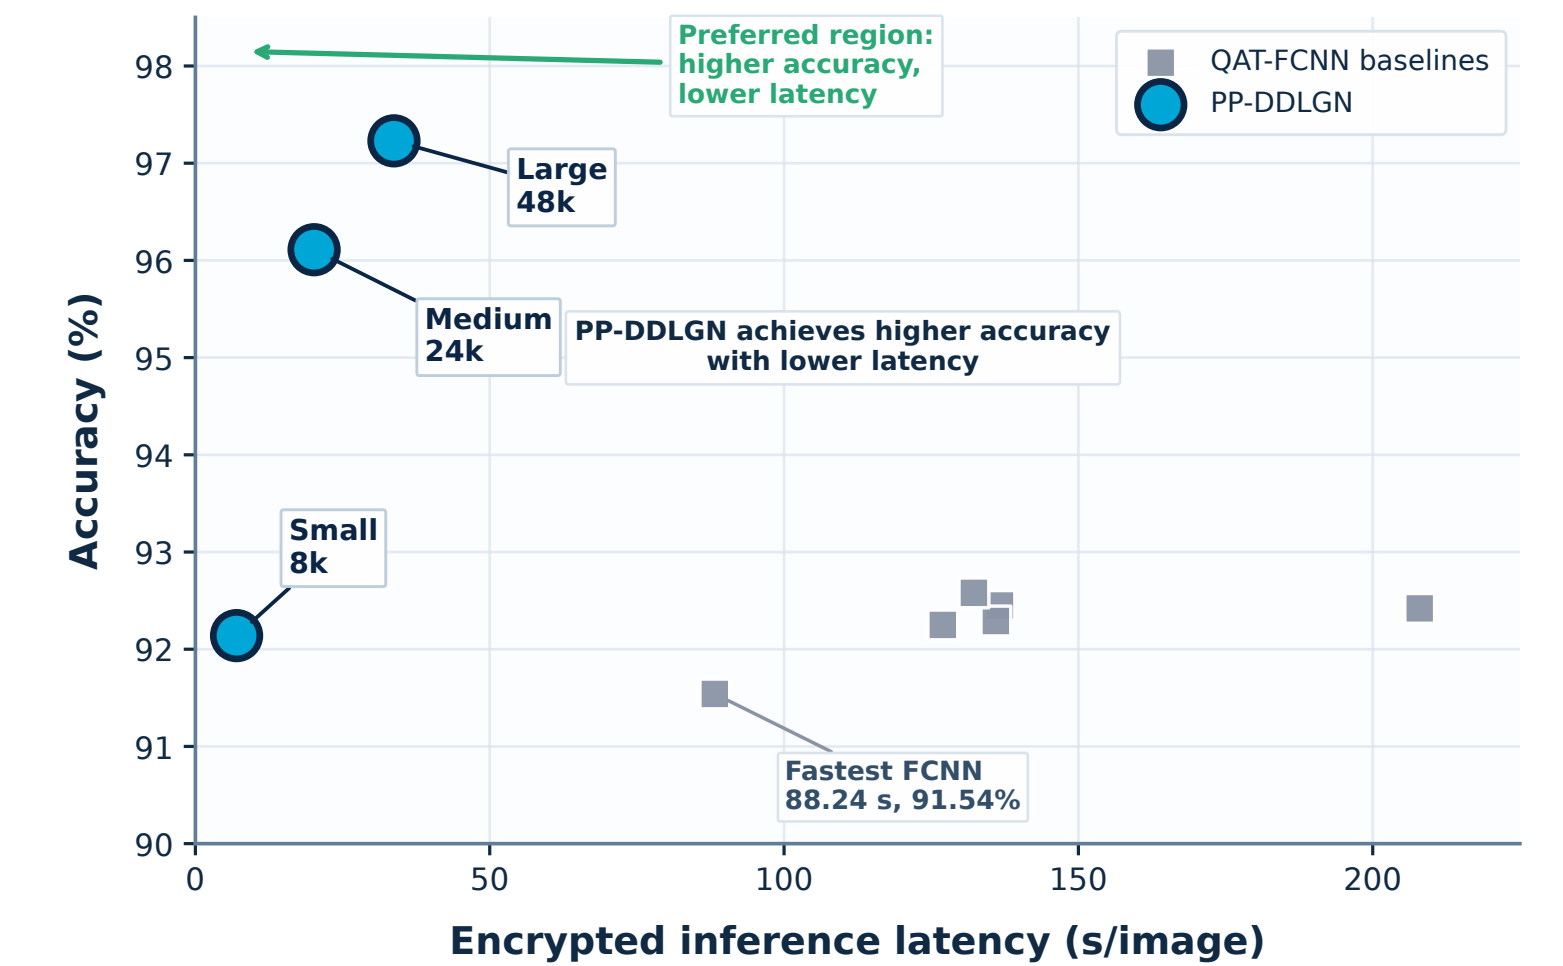 Preferred region:
higher accuracy,
lower latency
QAT-FCNN baselines
PP-DDLGN
Large
48k
Medium
24k
PP-DDLGN achieves higher accuracy
with lower latency
Small
8k
Fastest FCNN
88.24 s, 91.54%
Accuracy (%)
98
97
96
95
94
93
92
91
90
0
50
100
150
200
Encrypted inference latency (s/image)